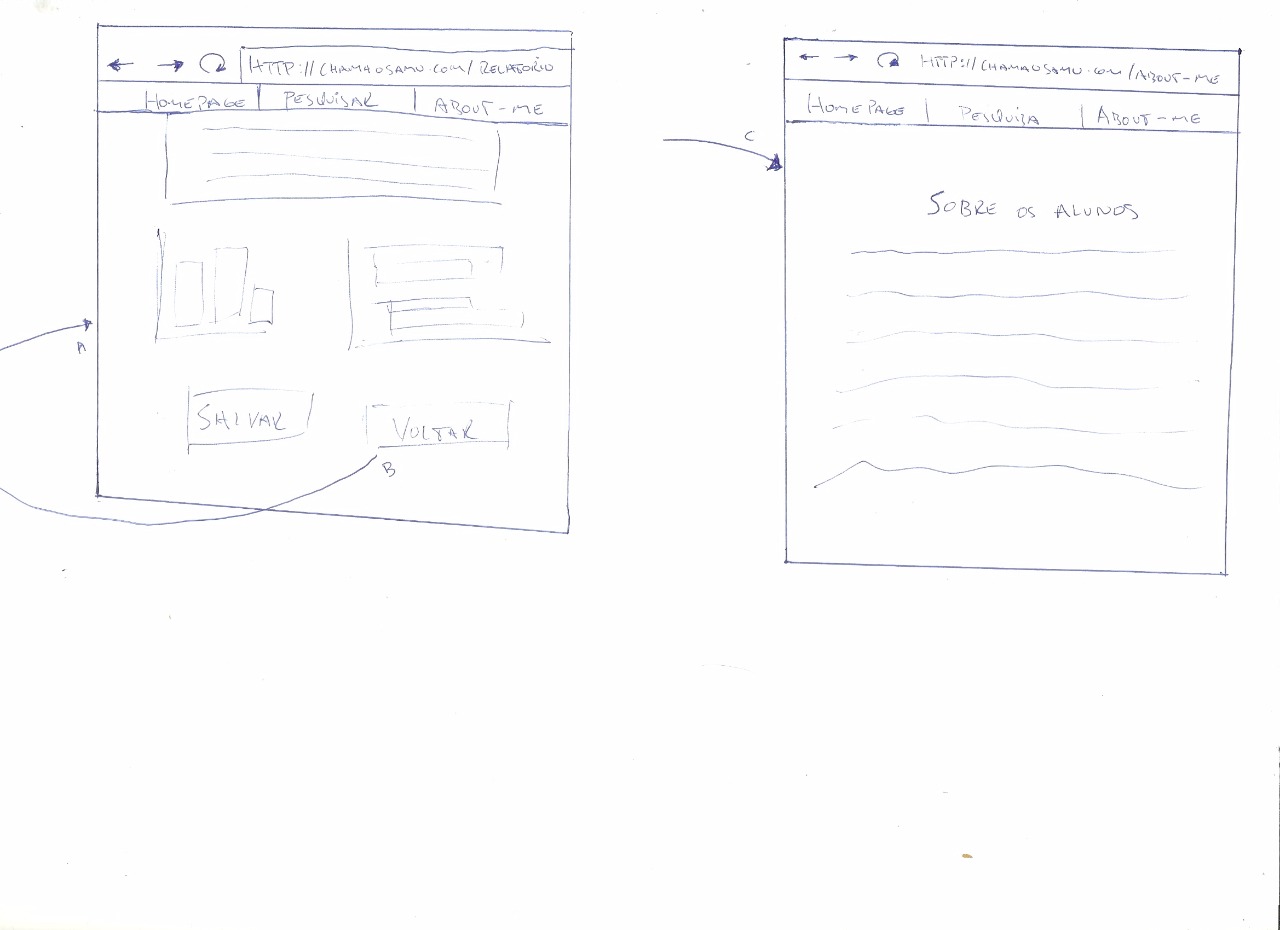 HTTP://CHAMAOSAMU.COM/RELATORIO
HOMEPAGE PESQUISAR ABOUT-ME
SALVAR
VOLTAR
A
B
C
HTTP://CHAMAOSAMU.COM/ABOUT-ME
HOMEPAGE PESQUISA ABOUT-ME
SOBRE OS ALUNOS